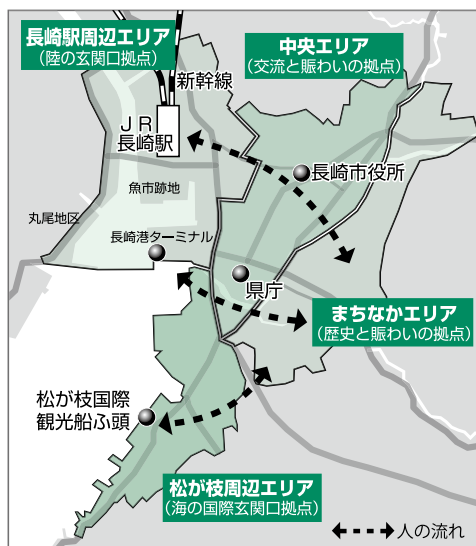 長崎駅周辺エリア
(陸の玄関口拠点)
中央エリア
(交流と賑わいの拠点)
新幹線
JR
長崎駅
長崎市役所
魚市跡地
丸尾地区
長崎港ターミナル
県庁
まちなかエリア
(歴史と賑わいの拠点)
松が枝国際
観光船ふ頭
松が枝周辺エリア
(海の国際玄関口拠点)
人の流れ